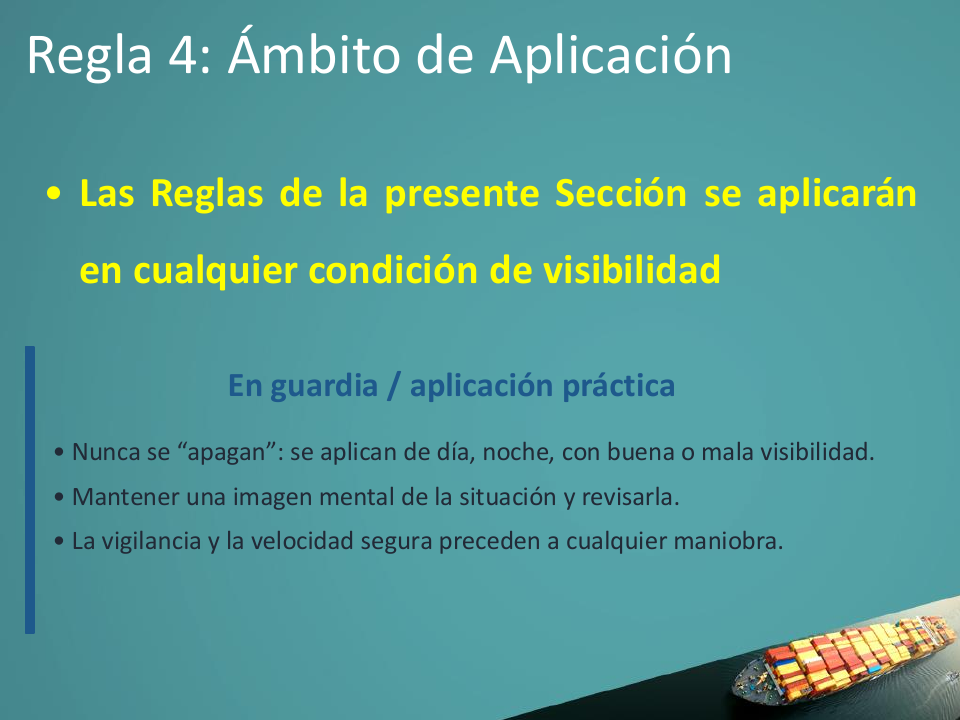 Regla 4: Ámbito de Aplicación
• Las Reglas de la presente Sección se aplicarán
en cualquier condición de visibilidad
En guardia / aplicación práctica
• Nunca se “apagan”: se aplican de día, noche, con buena o mala visibilidad.
• Mantener una imagen mental de la situación y revisarla.
• La vigilancia y la velocidad segura preceden a cualquier maniobra.